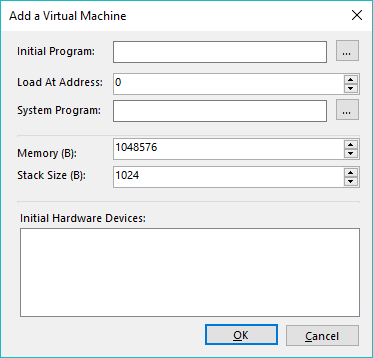 Add a Virtual Machine
Initial Program:
...
Load At Address: 0
System Program:
...
Memory (B): 1048576
Stack Size (B): 1024
Initial Hardware Devices:
OK Cancel